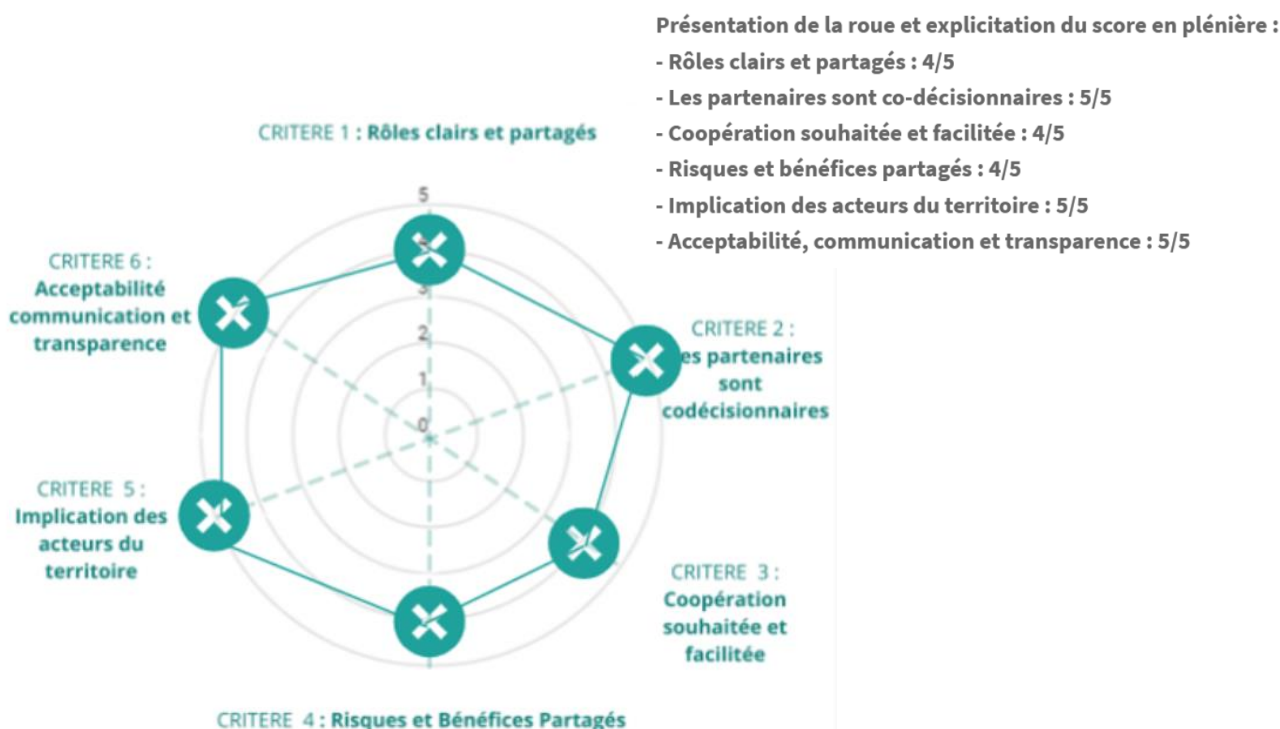 Présentation de la roue et explicitation du score en plénière :
- Rôles clairs et partagés : 4/5
- Les partenaires sont co-décisionnaires : 5/5
- Coopération souhaitée et facilitée : 4/5
- Risques et bénéfices partagés : 4/5
- Implication des acteurs du territoire : 5/5
- Acceptabilité, communication et transparence : 5/5
CRITERE 1 : Rôles clairs et partagés
5
2
1
0
CRITERE 2 :
es partenaires
sont
codécisionnaires
CRITERE 3 :
Coopération
souhaitée et
facilitée
CRITERE 4 : Risques et Bénéfices Partagés
CRITERE 5 :
Implication des
acteurs du
territoire
CRITERE 6 :
Acceptabilité
communication et
transparence